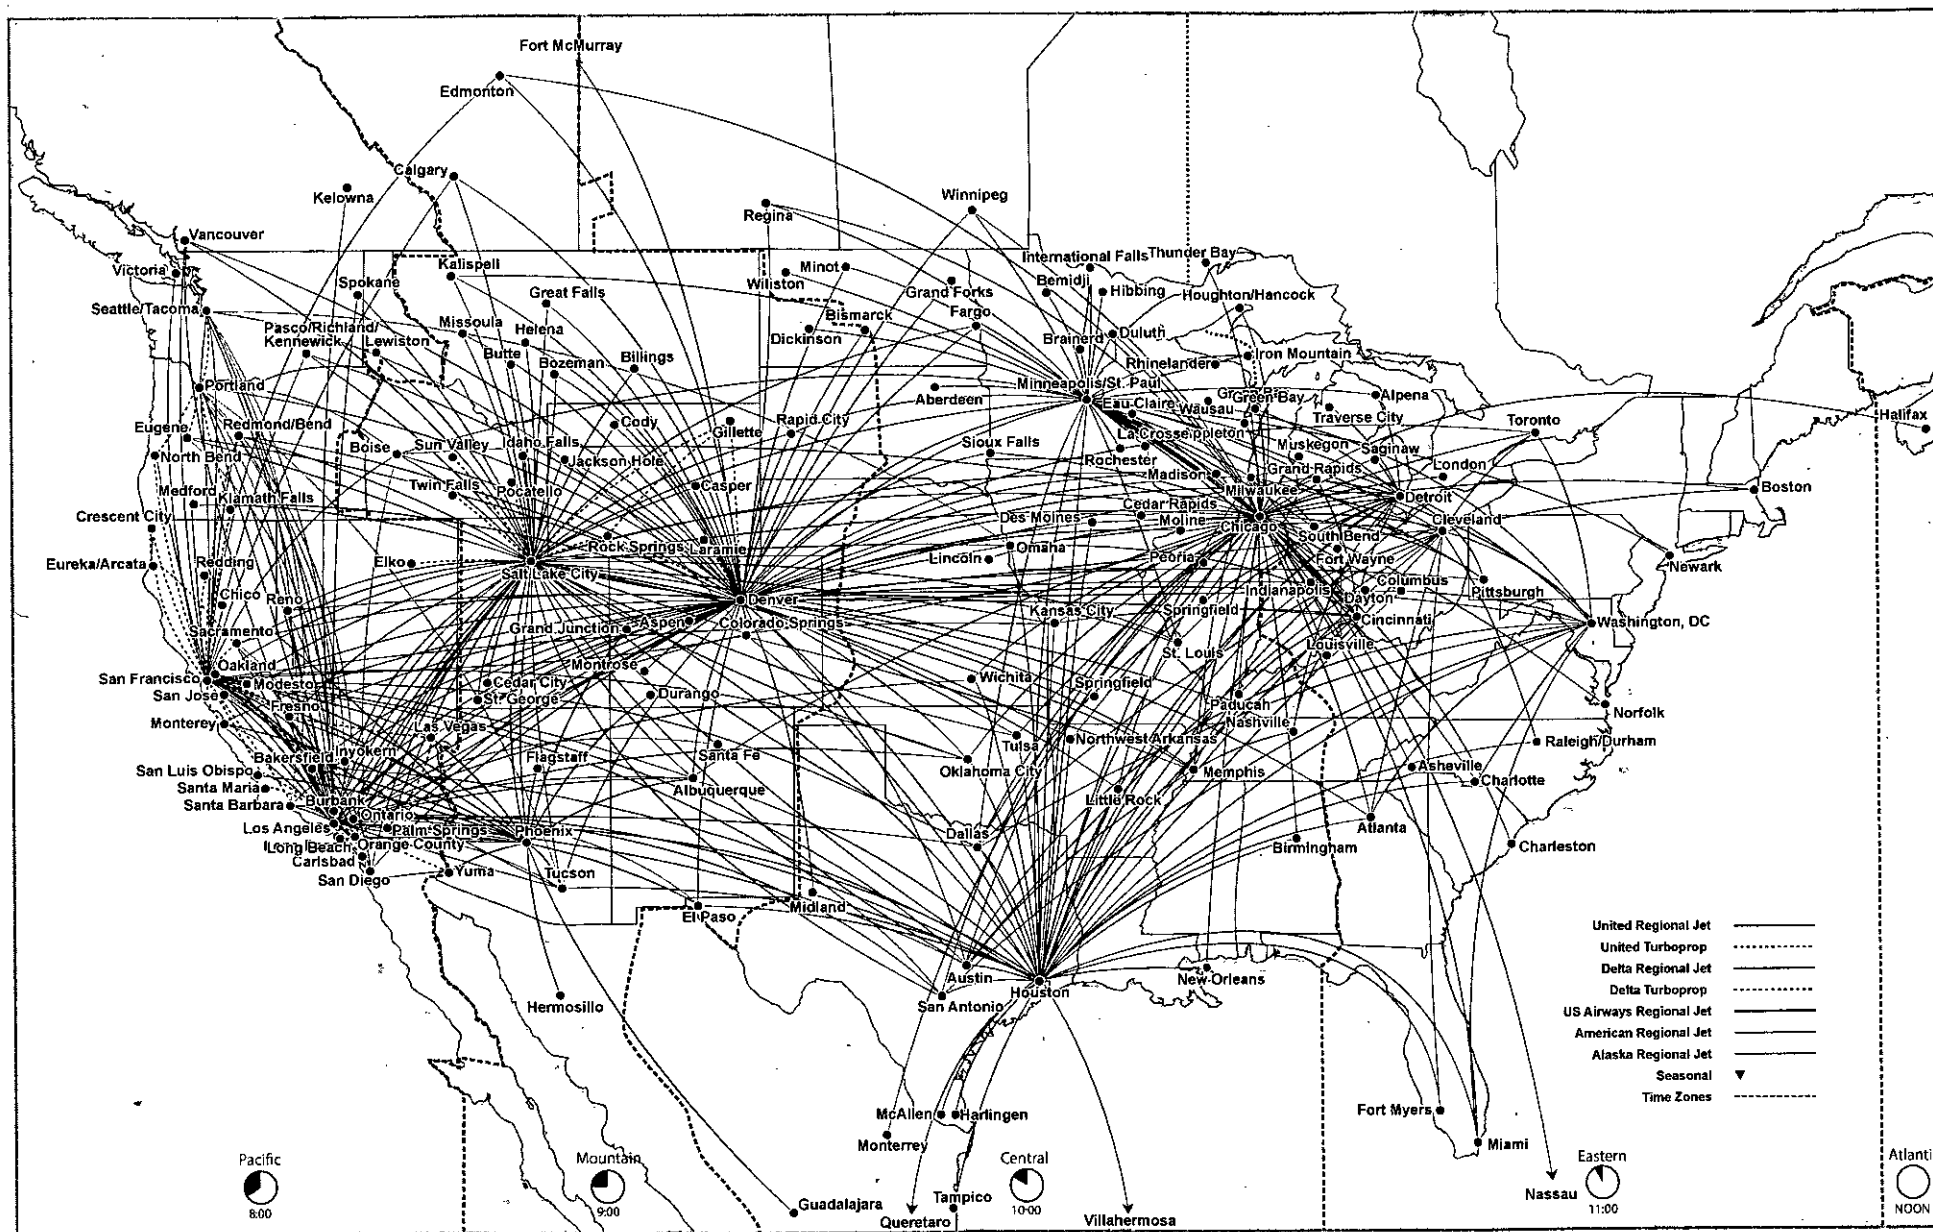 Fort McMurray
Edmonton
Calgary
Kelowna
Winnipeg
Regina
Vancouver
Victoria
Kalispell
International Falls
Thunder Bay
Minot
Williston
Bemidji
Hibbing
Grand Forks
Spokane
Great Falls
Houghton/Hancock
Seattle/Tacoma
Bismarck
Fargo
Pasco/Richland/
Kennewick
Missoula
Helena
Lewiston
Dickinson
Brainerd
Duluth
Butte
Bozeman
Billings
Rhinelander
Iron Mountain
Portland
Minneapolis/St. Paul
Aberdeen
Eau Claire
Wausau
Green Bay
Alpena
Traverse City
Toronto
Halifax
Eugene
Redmond/Bend
Cody
Gillette
Rapid City
North Bend
Boise
Sun Valley
Idaho Falls
Jackson Hole
Sioux Falls
La Crosse
ppleton
Muskegon
Saginaw
Rochester
Grand Rapids
London
Twin Falls
Pocatello
Casper
Madison
Milwaukee
Detroit
Boston
Medford
Klamath Falls
Crescent City
Cedar Rapids
Des Moines
Moline
Chicago
Cleveland
Rock Springs
Laramie
South Bend
Omaha
Lincoln
Peoria
Fort Wayne
Eureka/Arcata
Redding
Elko
Salt Lake City
Newark
Chico
Reno
Denver
Columbus
Indianapolis
Dayton
Pittsburgh
Kansas City
Springfield
Sacramento
Grand Junction
Aspen
Colorado Springs
Cincinnati
Washington, DC
St. Louis
Louisville
Oakland
San Francisco
Modesto
Montrose
Cedar City
St. George
Durango
Wichita
Springfield
San Jose
Fresno
Paducah
Norfolk
Monterey
Las Vegas
Nashville
Inyokern
Bakersfield
Santa Fe
Tulsa
Northwest Arkansas
Raleigh/Durham
San Luis Obispo
Flagstaff
Oklahoma City
Memphis
Asheville
Charlotte
Santa Maria
Albuquerque
Santa Barbara
Burbank
Ontario
Little Rock
Los Angeles
Palm Springs
Phoenix
Dallas
Atlanta
Long Beach
Orange County
Birmingham
Charleston
Carlsbad
San Diego
Yuma
Tucson
El Paso
Midland
Austin
Houston
New Orleans
Hermosillo
San Antonio
McAllen
Harlingen
Fort Myers
Monterrey
Miami
Guadalajara
Tampico
Queretaro
Villahermosa
Nassau
United Regional Jet
United Turboprop
Delta Regional Jet
Delta Turboprop
US Airways Regional Jet
American Regional Jet
Alaska Regional Jet
Seasonal
Time Zones
Pacific
8:00
Mountain
9:00
Central
10:00
Eastern
11:00
Atlanti
NOON